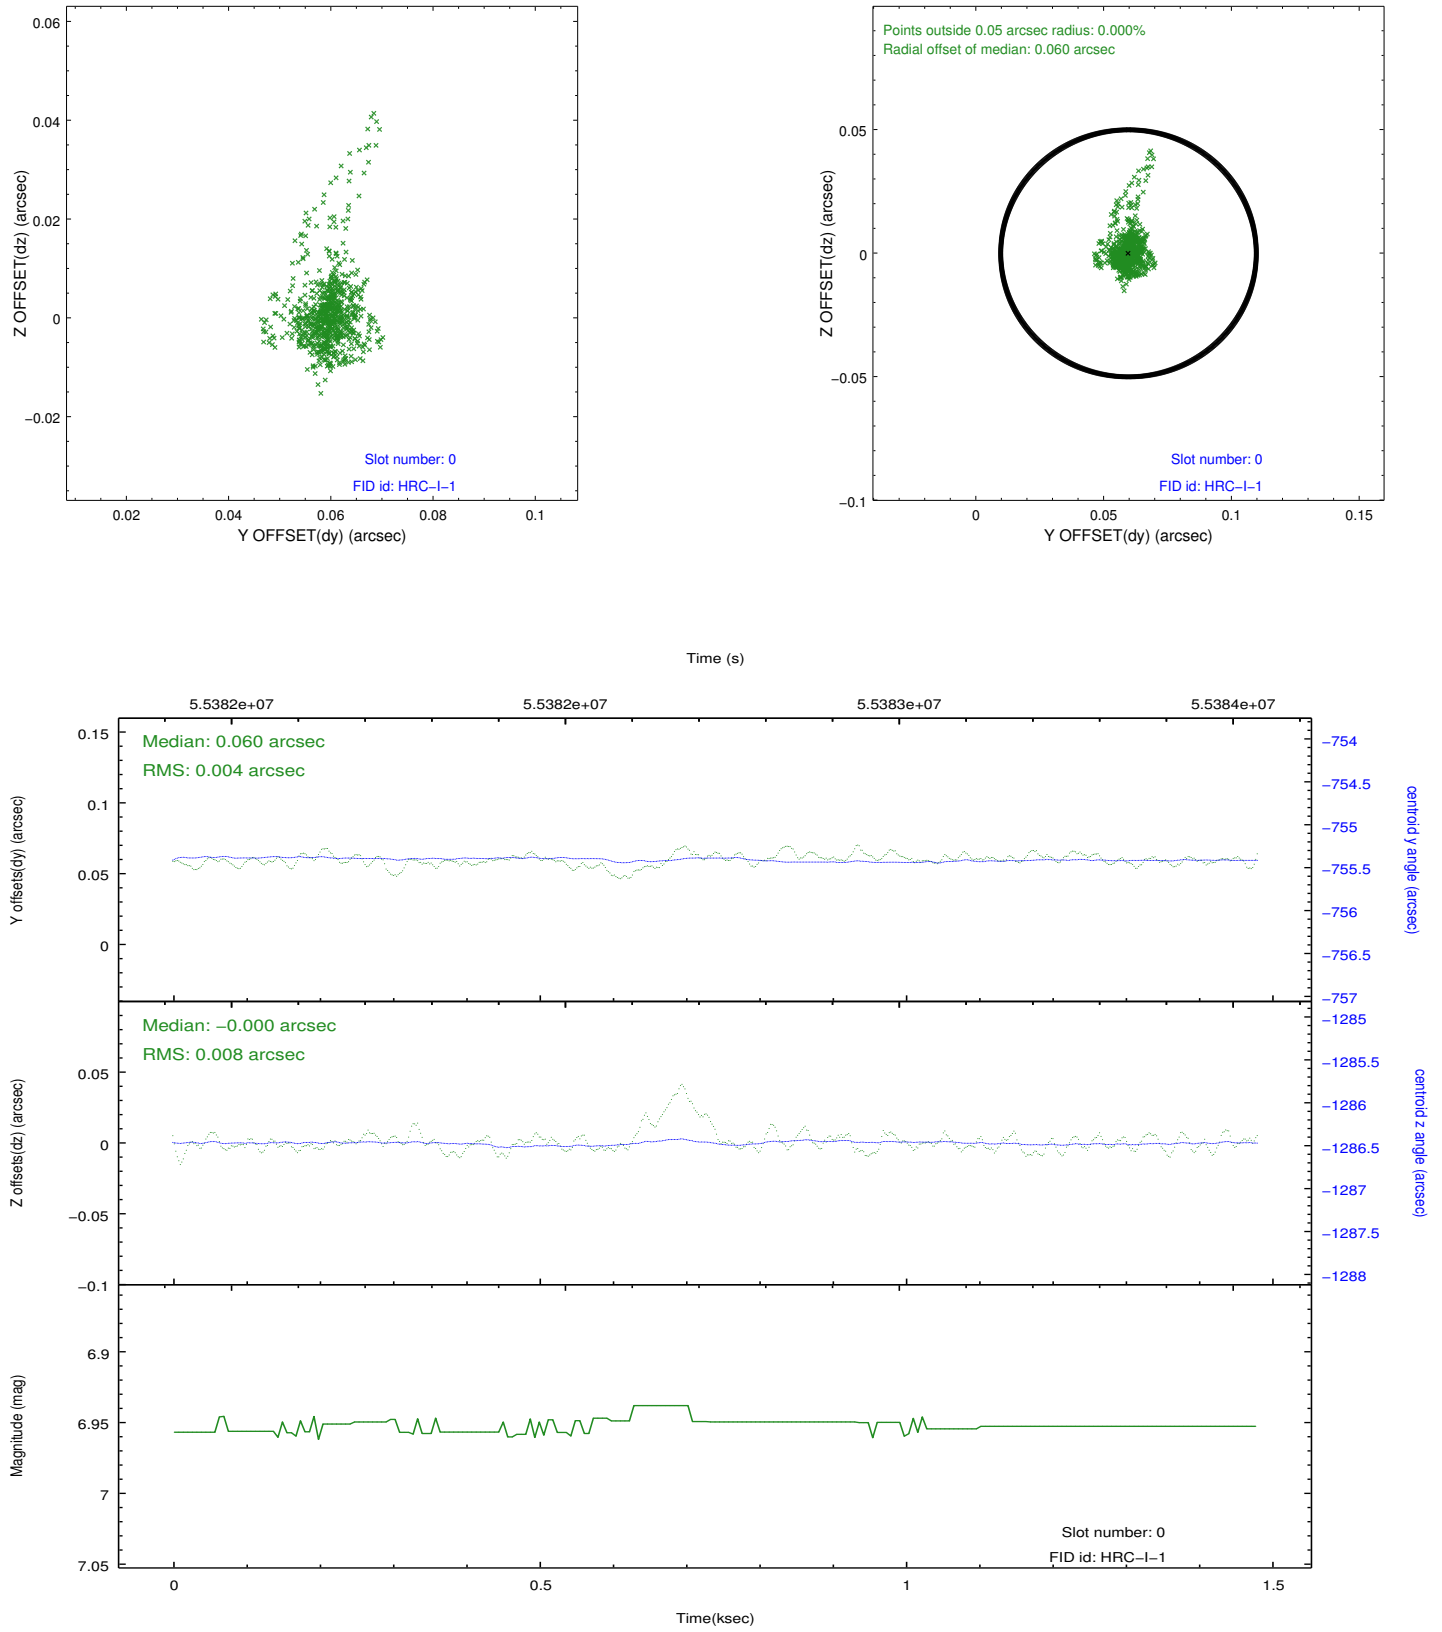 0.06
0.04
0.02
0
−0.02
Z OFFSET(dz) (arcsec)
Slot number: 0
FID id: HRC−I−1
0.02 0.04 0.06 0.08 0.1
Y OFFSET(dy) (arcsec)
Points outside 0.05 arcsec radius: 0.000%
Radial offset of median: 0.060 arcsec
0.05
0
−0.05
−0.1
Z OFFSET(dz) (arcsec)
Slot number: 0
FID id: HRC−I−1
0 0.05 0.1 0.15
Y OFFSET(dy) (arcsec)
Time (s)
5.5382e+07 5.5382e+07 5.5383e+07 5.5384e+07
Median: 0.060 arcsec
RMS: 0.004 arcsec
0.15
0.1
0.05
0
Y offsets(dy) (arcsec)
−754
−754.5
−755
−755.5
−756
−756.5
−757
centroid y angle (arcsec)
Median: −0.000 arcsec
RMS: 0.008 arcsec
0.05
0
−0.05
−0.1
Z offsets(dz) (arcsec)
−1285
−1285.5
−1286
−1286.5
−1287
−1287.5
−1288
centroid z angle (arcsec)
6.9
6.95
7
7.05
Magnitude (mag)
Slot number: 0
FID id: HRC−I−1
0 0.5 1 1.5
Time(ksec)